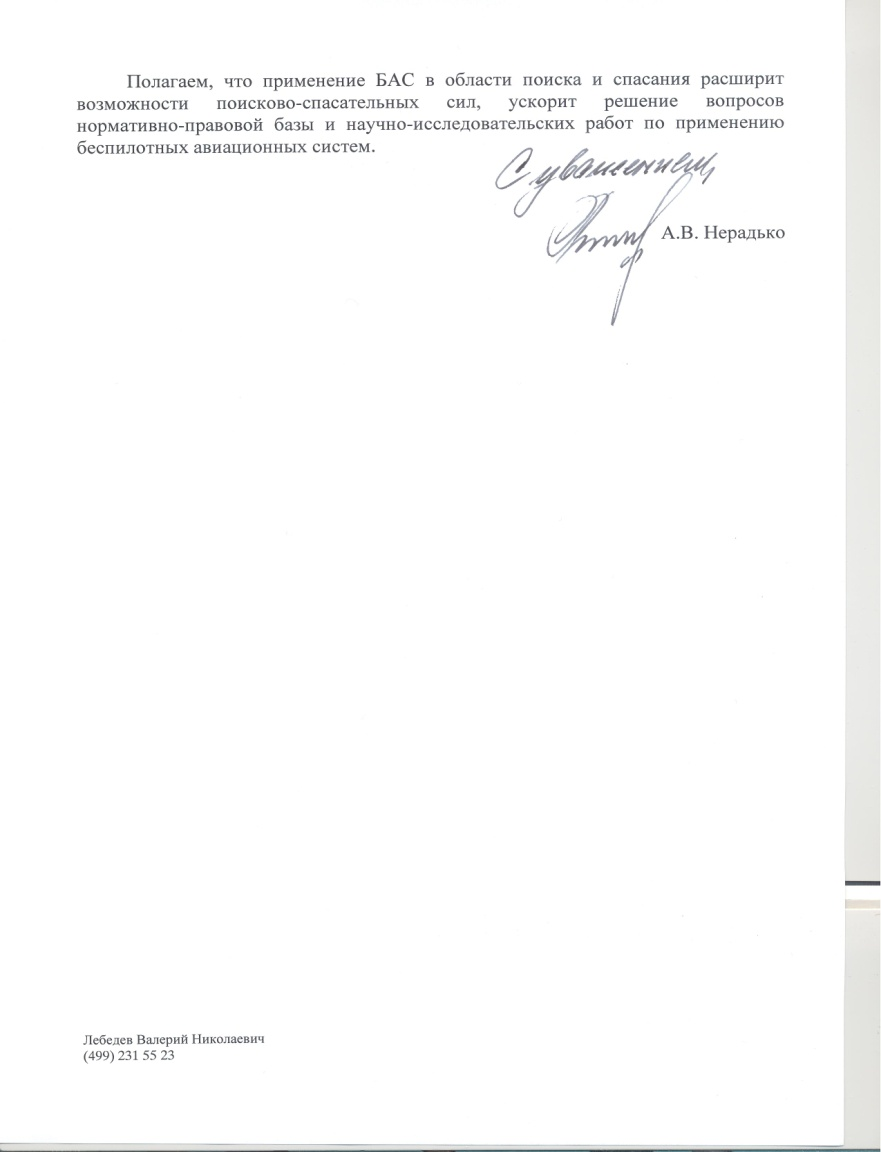 Полагаем, что применение БАС в области поиска и спасания расширит
возможности поисково-спасательных сил, ускорит решение вопросов
нормативно-правовой базы и научно-исследовательских работ по применению
беспилотных авиационных систем.
С уважением,
А.В. Нерадько
Лебедев Валерий Николаевич
(499) 231 55 23